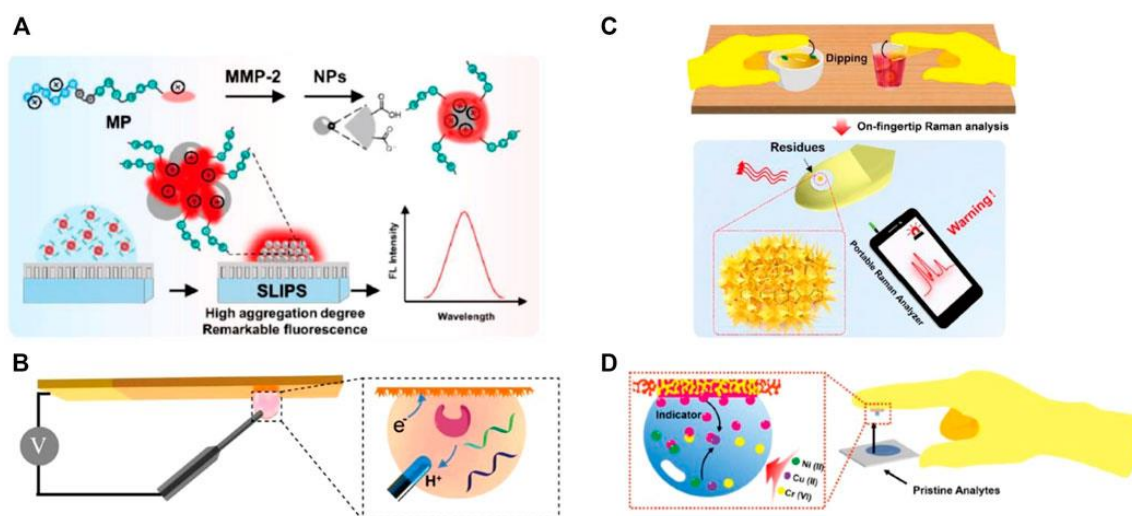 A
MMP-2
NPs
MP
OH
SLIPS
High aggregation degree
Remarkable fluorescence
FL Intensity
Wavelength
B
V
e-
H+
C
Dipping
On-fingertip Raman analysis
Residues
Warning!
Portable Raman Analyzer
D
Indicator
Ni (II)
Cu (II)
Cr (VI)
Pristine Analytes